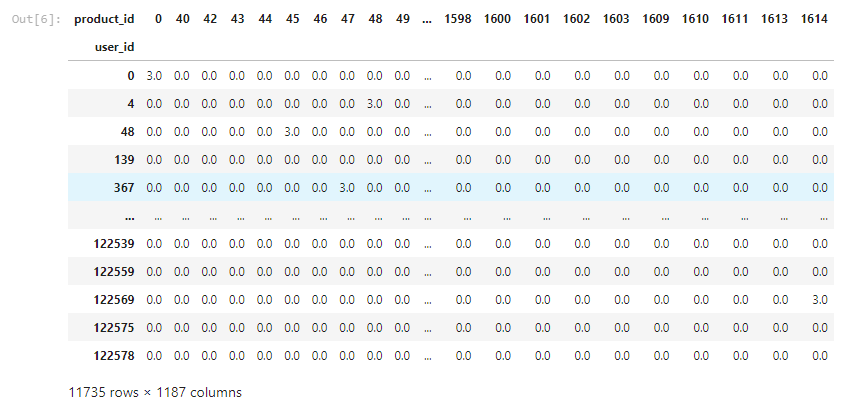 Out[6]: product_id 0 40 42 43 44 45 46 47 48 49 ... 1598 1600 1601 1602 1603 1609 1610 1611 1613 1614
user_id
0 3.0 0.0 0.0 0.0 0.0 0.0 0.0 0.0 0.0 0.0 ... 0.0 0.0 0.0 0.0 0.0 0.0 0.0 0.0 0.0 0.0
4 0.0 0.0 0.0 0.0 0.0 0.0 0.0 0.0 3.0 0.0 ... 0.0 0.0 0.0 0.0 0.0 0.0 0.0 0.0 0.0 0.0
48 0.0 0.0 0.0 0.0 0.0 3.0 0.0 0.0 0.0 0.0 ... 0.0 0.0 0.0 0.0 0.0 0.0 0.0 0.0 0.0 0.0
139 0.0 0.0 0.0 0.0 0.0 0.0 0.0 0.0 0.0 0.0 ... 0.0 0.0 0.0 0.0 0.0 0.0 0.0 0.0 0.0 0.0
367 0.0 0.0 0.0 0.0 0.0 0.0 0.0 3.0 0.0 0.0 ... 0.0 0.0 0.0 0.0 0.0 0.0 0.0 0.0 0.0 0.0
... ... ... ... ... ... ... ... ... ... ... ... ... ... ... ... ... ... ... ... ... ...
122539 0.0 0.0 0.0 0.0 0.0 0.0 0.0 0.0 0.0 0.0 ... 0.0 0.0 0.0 0.0 0.0 0.0 0.0 0.0 0.0 0.0
122559 0.0 0.0 0.0 0.0 0.0 0.0 0.0 0.0 0.0 0.0 ... 0.0 0.0 0.0 0.0 0.0 0.0 0.0 0.0 0.0 0.0
122569 0.0 0.0 0.0 0.0 0.0 0.0 0.0 0.0 0.0 0.0 ... 0.0 0.0 0.0 0.0 0.0 0.0 0.0 0.0 0.0 3.0
122575 0.0 0.0 0.0 0.0 0.0 0.0 0.0 0.0 0.0 0.0 ... 0.0 0.0 0.0 0.0 0.0 0.0 0.0 0.0 0.0 0.0
122578 0.0 0.0 0.0 0.0 0.0 0.0 0.0 0.0 0.0 0.0 ... 0.0 0.0 0.0 0.0 0.0 0.0 0.0 0.0 0.0 0.0
11735 rows × 1187 columns